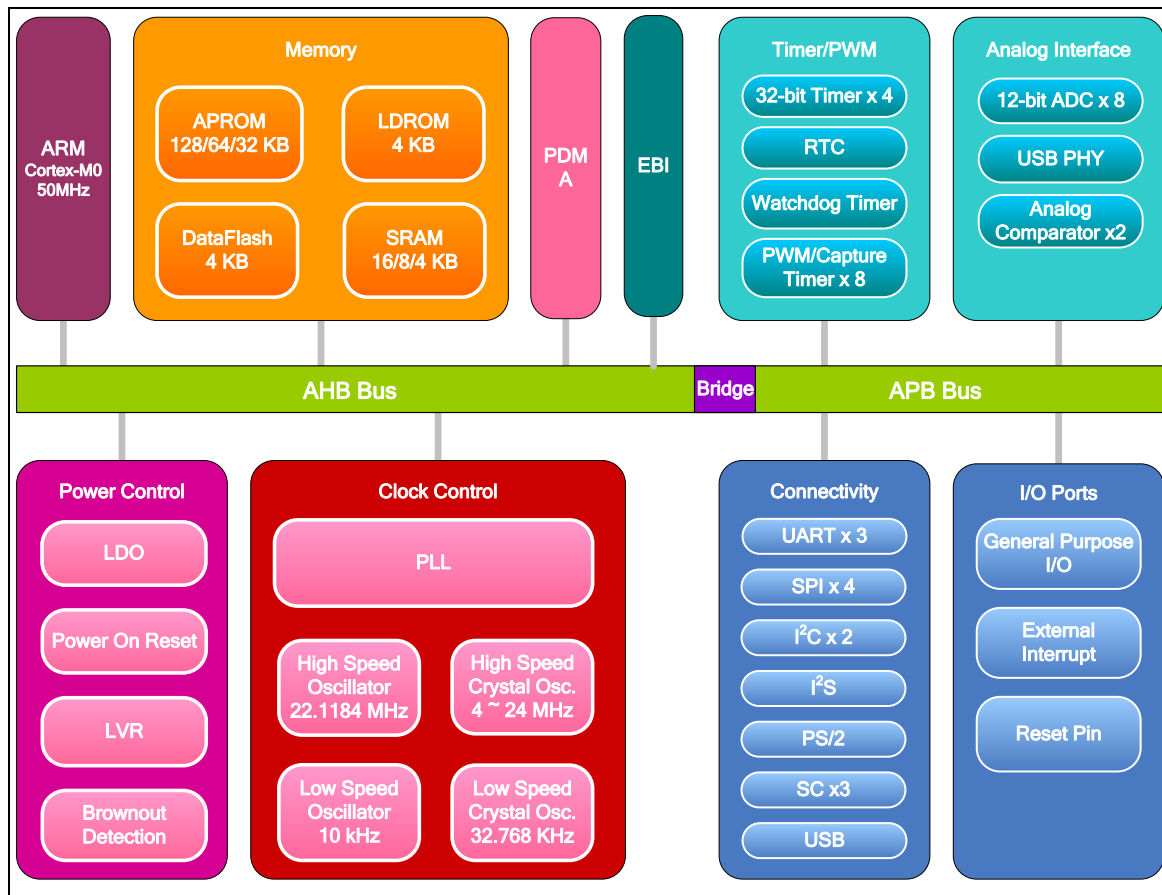 ARM
Cortex-M0
50MHz
Memory
APROM
128/64/32 KB
LDROM
4 KB
DataFlash
4 KB
SRAM
16/8/4 KB
PDM
A
EBI
Timer/PWM
32-bit Timer x 4
RTC
Watchdog Timer
PWM/Capture
Timer x 8
Analog Interface
12-bit ADC x 8
USB PHY
Analog
Comparator x2
AHB Bus
Bridge
APB Bus
Power Control
LDO
Power On Reset
LVR
Brownout
Detection
Clock Control
PLL
High Speed
Oscillator
22.1184 MHz
High Speed
Crystal Osc.
4 ~ 24 MHz
Low Speed
Oscillator
10 kHz
Low Speed
Crystal Osc.
32.768 KHz
Connectivity
UART x 3
SPI x 4
I²C x 2
I²S
PS/2
SC x3
USB
I/O Ports
General Purpose
I/O
External
Interrupt
Reset Pin